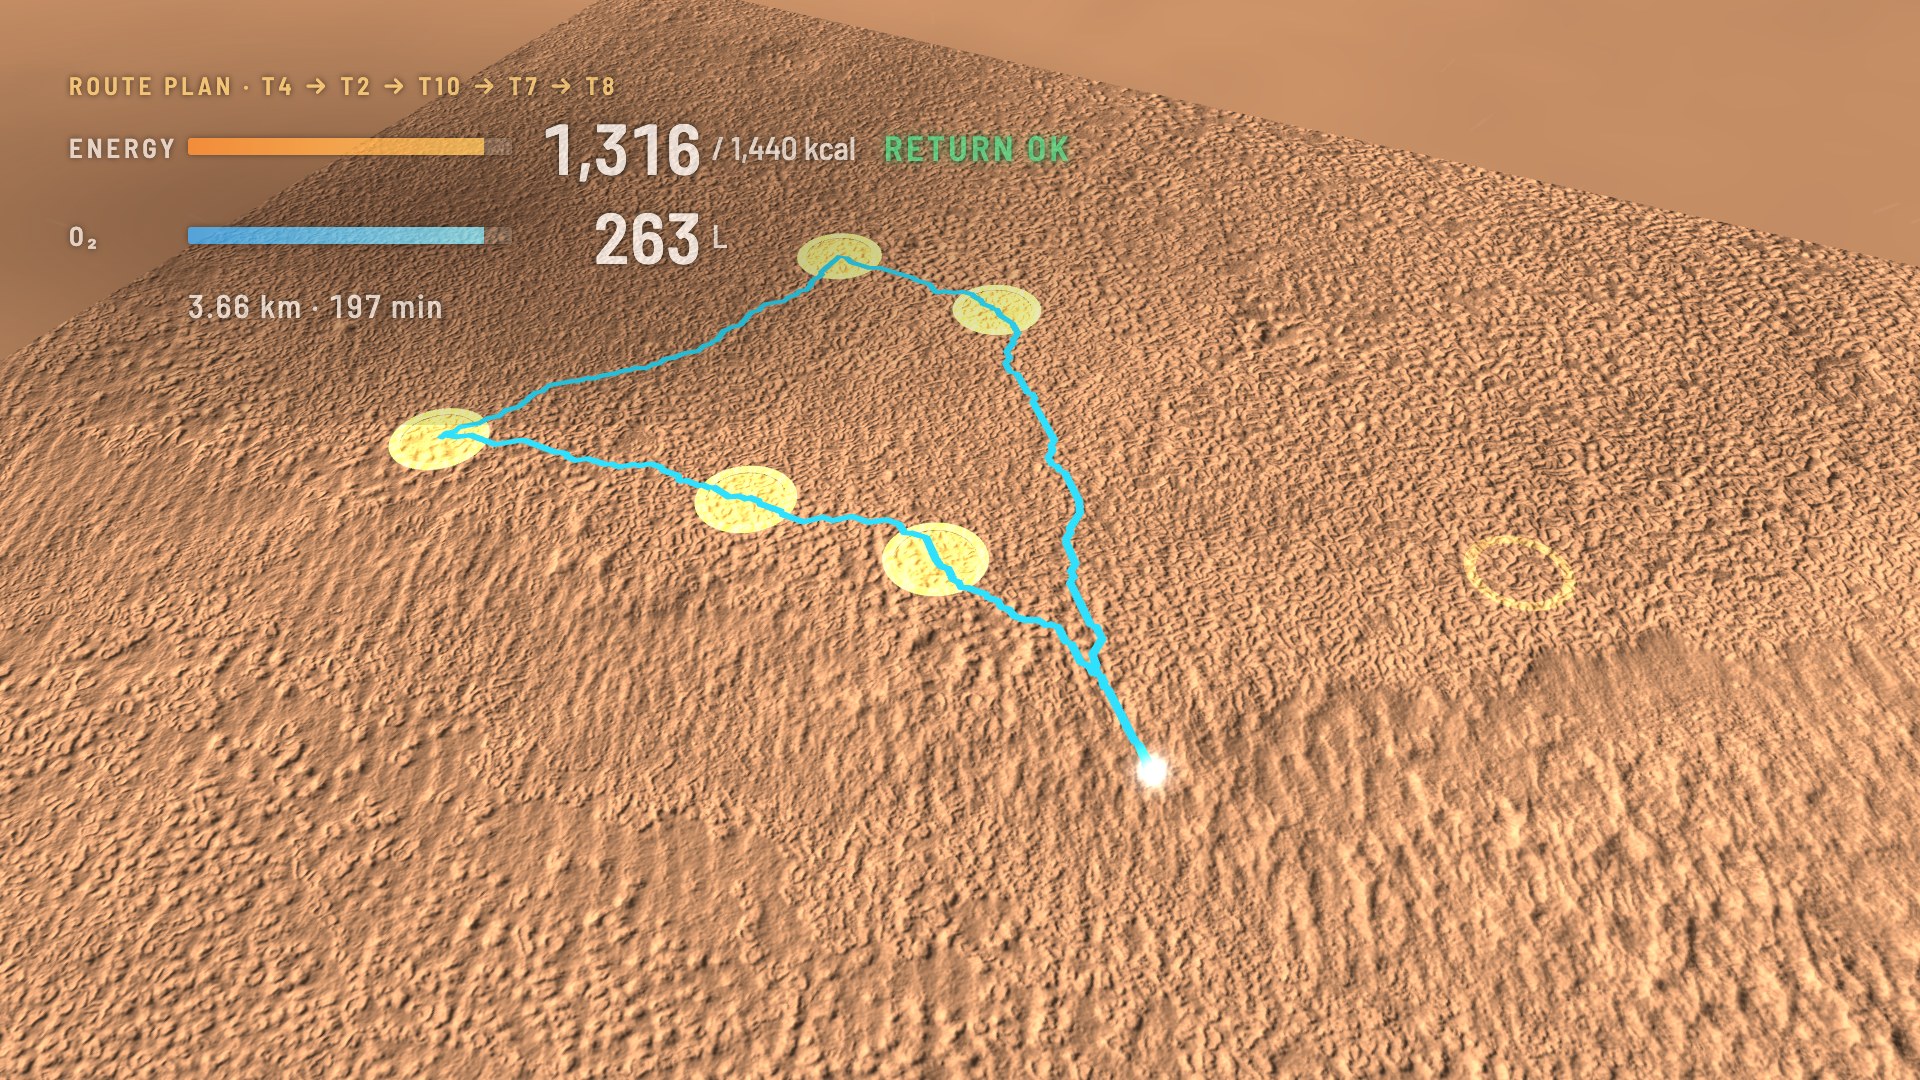 ROUTE PLAN · T4 → T2 → T10 → T7 → T8
ENERGY 1,316 / 1,440 kcal RETURN OK
O₂ 263 L
3.66 km · 197 min